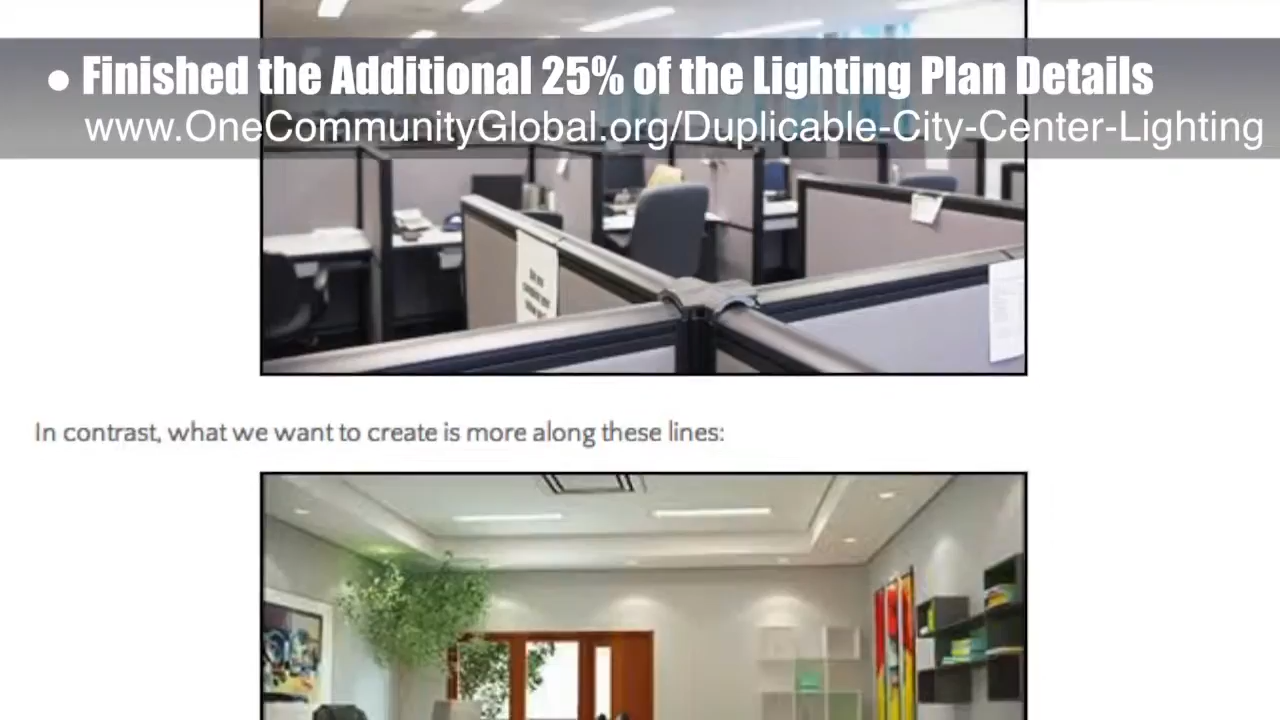 ● Finished the Additional 25% of the Lighting Plan Details
www.OneCommunityGlobal.org/Duplicable-City-Center-Lighting
In contrast, what we want to create is more along these lines: